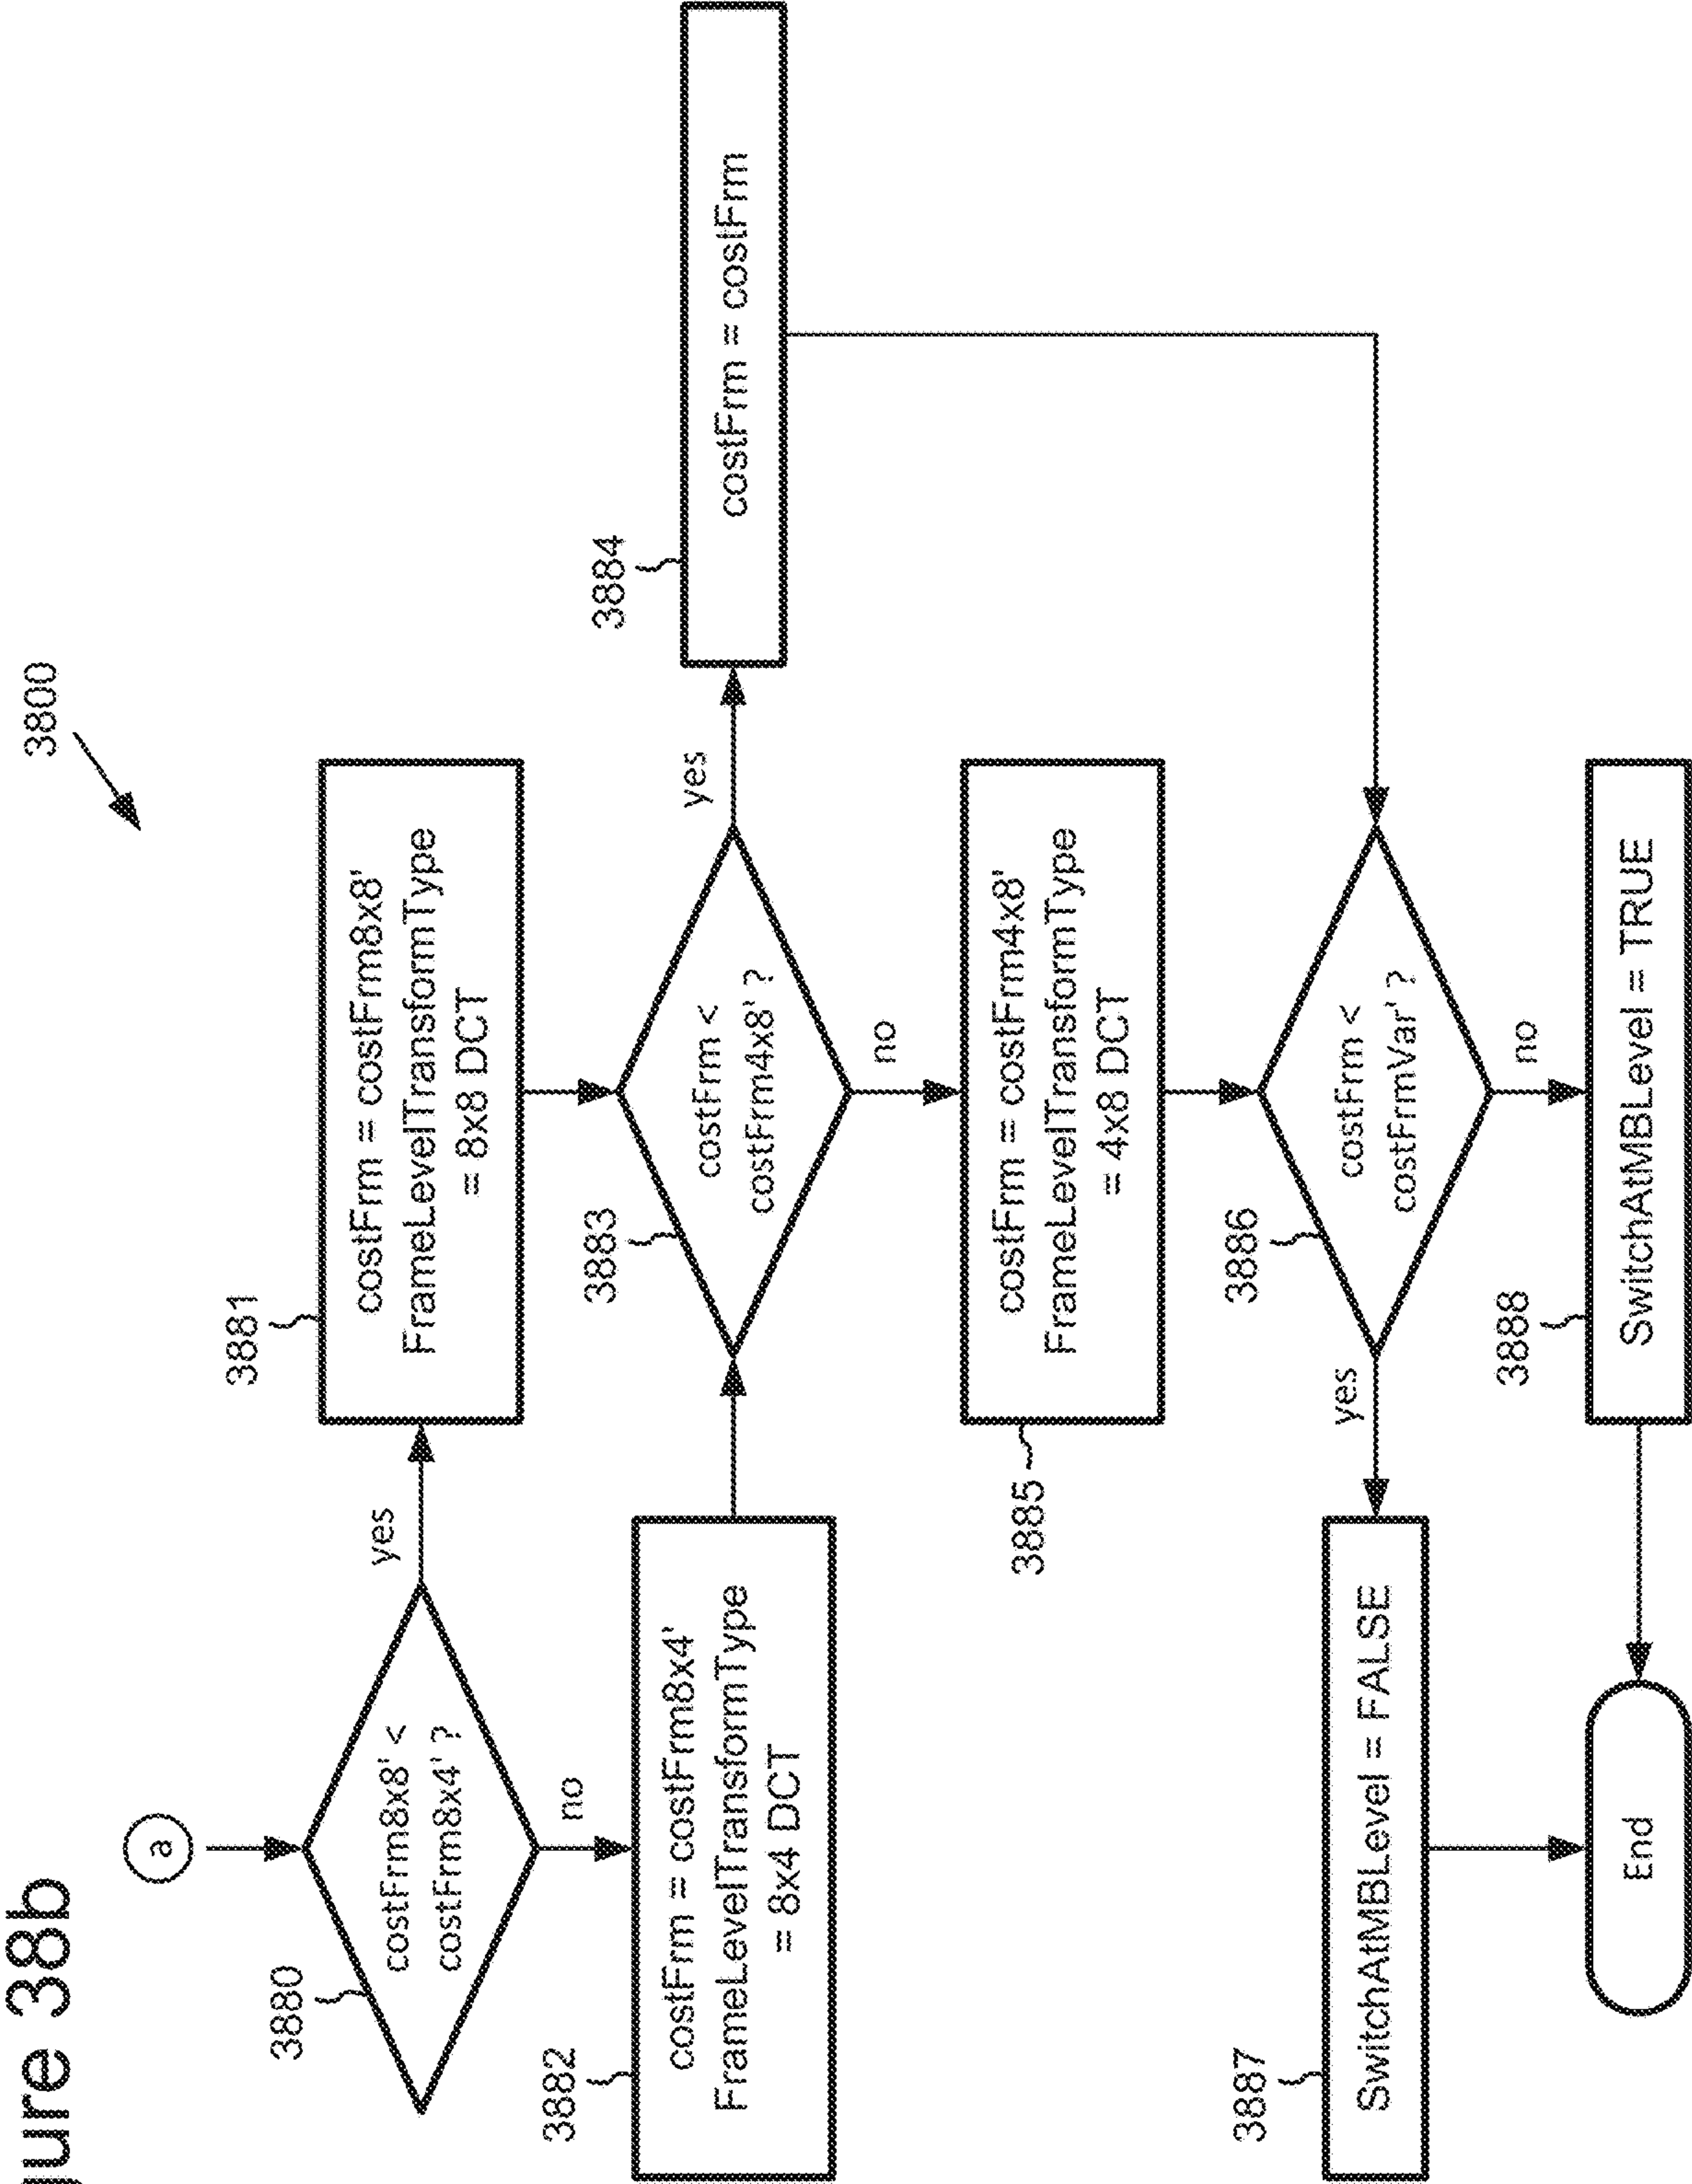 gure 38b
3800
a
3880
costFrm8x8' <
costFrm8x4' ?
yes
no
3881
costFrm = costFrm8x8'
FrameLevelTransformType
= 8x8 DCT
3882
costFrm = costFrm8x4'
FrameLevelTransformType
= 8x4 DCT
3883
costFrm <
costFrm4x8' ?
yes
no
3884
costFrm = costFrm
3885
costFrm = costFrm4x8'
FrameLevelTransformType
= 4x8 DCT
3886
costFrm <
costFrmVar' ?
yes
no
3887
SwitchAtMBLevel = FALSE
3888
SwitchAtMBLevel = TRUE
End